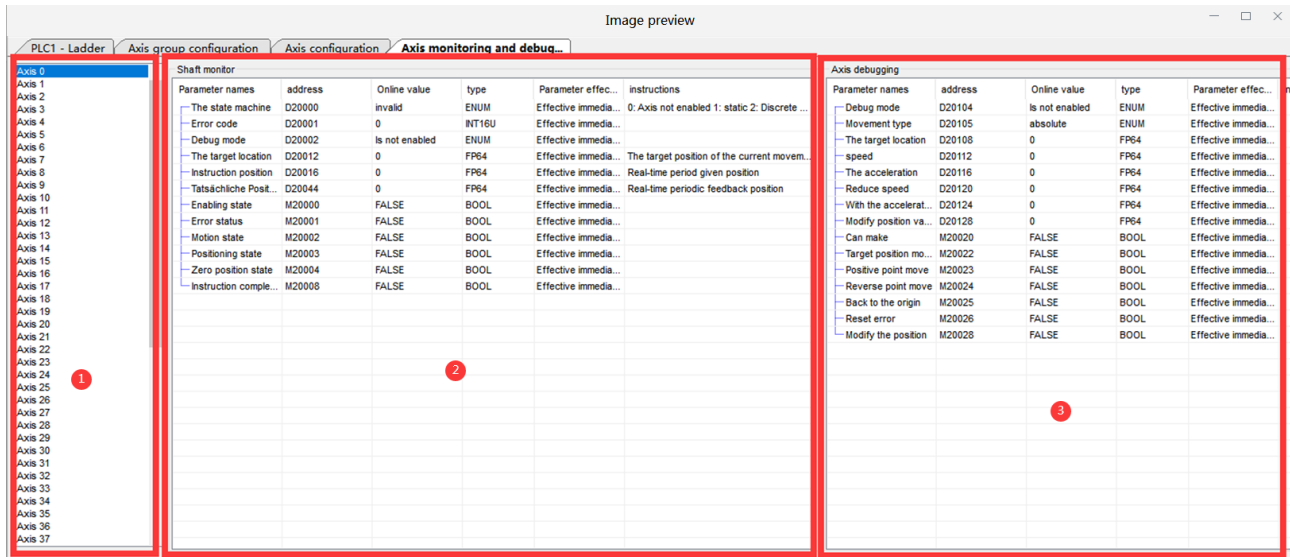 Image preview
PLC1 - Ladder Axis group configuration Axis configuration Axis monitoring and debug...
Axis 0
Axis 1
Axis 2
Axis 3
Axis 4
Axis 5
Axis 6
Axis 7
Axis 8
Axis 9
Axis 10
Axis 11
Axis 12
Axis 13
Axis 14
Axis 15
Axis 16
Axis 17
Axis 18
Axis 19
Axis 20
Axis 21
Axis 22
Axis 23
Axis 24
Axis 25
Axis 26
Axis 27
Axis 28
Axis 29
Axis 30
Axis 31
Axis 32
Axis 33
Axis 34
Axis 35
Axis 36
Axis 37
1
Shaft monitor
Parameter names address Online value type Parameter effec... instructions
The state machine D20000 invalid ENUM Effective immedia... 0: Axis not enabled 1: static 2: Discrete ...
Error code D20001 0 INT16U Effective immedia...
Debug mode D20002 Is not enabled ENUM Effective immedia...
The target location D20012 0 FP64 Effective immedia... The target position of the current movem...
Instruction position D20016 0 FP64 Effective immedia... Real-time period given position
Tatsächliche Posit... D20044 0 FP64 Effective immedia... Real-time periodic feedback position
Enabling state M20000 FALSE BOOL Effective immedia...
Error status M20001 FALSE BOOL Effective immedia...
Motion state M20002 FALSE BOOL Effective immedia...
Positioning state M20003 FALSE BOOL Effective immedia...
Zero position state M20004 FALSE BOOL Effective immedia...
Instruction comple... M20008 FALSE BOOL Effective immedia...
2
Axis debugging
Parameter names address Online value type Parameter effec...
Debug mode D20104 Is not enabled ENUM Effective immedia...
Movement type D20105 absolute ENUM Effective immedia...
The target location D20108 0 FP64 Effective immedia...
speed D20112 0 FP64 Effective immedia...
The acceleration D20116 0 FP64 Effective immedia...
Reduce speed D20120 0 FP64 Effective immedia...
With the accelerat... D20124 0 FP64 Effective immedia...
Modify position va... D20128 0 FP64 Effective immedia...
Can make M20020 FALSE BOOL Effective immedia...
Target position mo... M20022 FALSE BOOL Effective immedia...
Positive point move M20023 FALSE BOOL Effective immedia...
Reverse point move M20024 FALSE BOOL Effective immedia...
Back to the origin M20025 FALSE BOOL Effective immedia...
Reset error M20026 FALSE BOOL Effective immedia...
Modify the position M20028 FALSE BOOL Effective immedia...
3